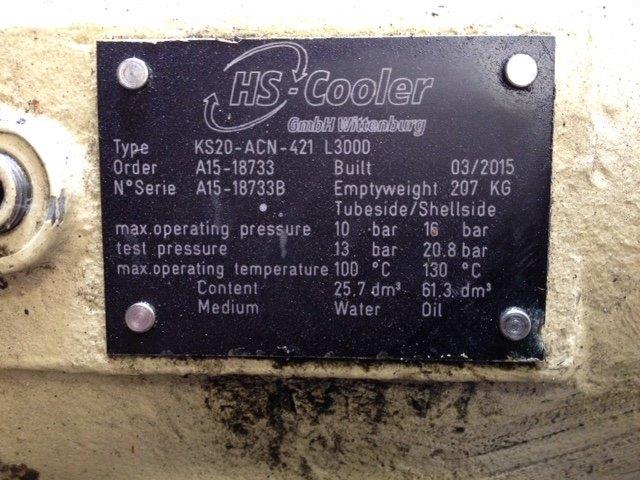 HS-Cooler
GmbH Wittenburg
Type KS20-ACN-421 L3000
Order A15-18733 Built 03/2015
N°Serie A15-18733B Emptyweight 207 KG
Tubeside/Shellside
max.operating pressure 10 bar 16 bar
test pressure 13 bar 20.8 bar
max.operating temperature 100 °C 130 °C
Content 25.7 dm³ 61.3 dm³
Medium Water Oil